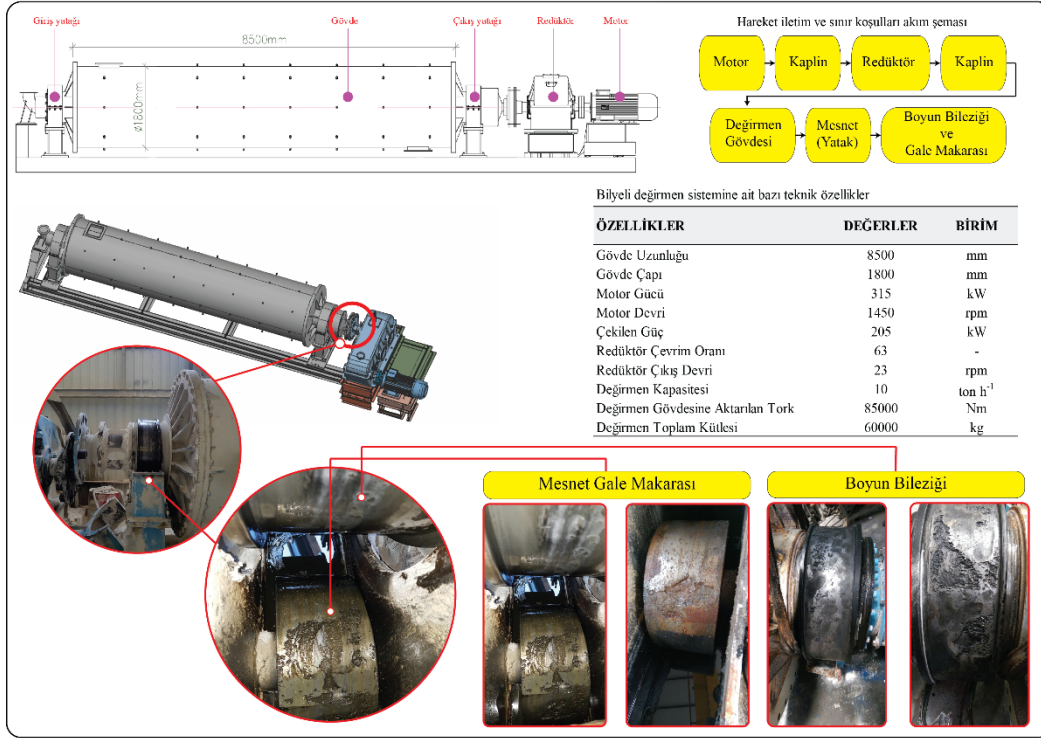 Giriş yatağı
Gövde
Çıkış yatağı
Redüktör
Motor
8500mm
Ø1800mm
Hareket iletim ve sınır koşulları akım şeması
Motor
Kaplin
Redüktör
Kaplin
Değirmen
Gövdesi
Mesnet
(Yatak)
Boyun Bileziği
ve
Gale Makarası
Bilyeli değirmen sistemine ait bazı teknik özellikler
ÖZELLİKLER DEĞERLER BİRİM
Gövde Uzunluğu 8500 mm
Gövde Çapı 1800 mm
Motor Gücü 315 kW
Motor Devri 1450 rpm
Çekilen Güç 205 kW
Redüktör Çevrim Oranı 63 -
Redüktör Çıkış Devri 23 rpm
Değirmen Kapasitesi 10 ton h⁻¹
Değirmen Gövdesine Aktarılan Tork 85000 Nm
Değirmen Toplam Kütlesi 60000 kg
Mesnet Gale Makarası
Boyun Bileziği